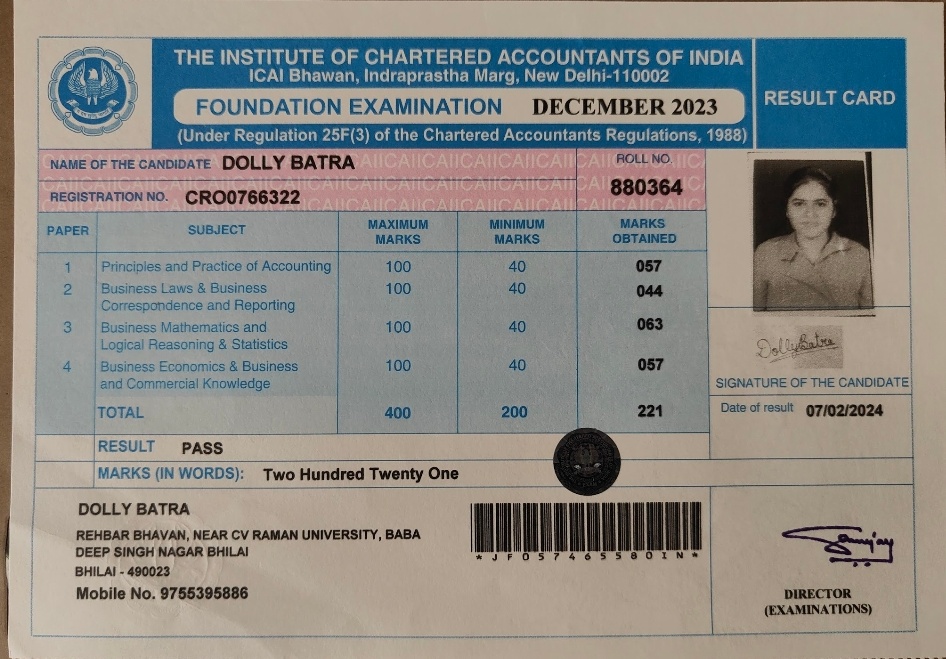 THE INSTITUTE OF CHARTERED ACCOUNTANTS OF INDIA
ICAI Bhawan, Indraprastha Marg, New Delhi-110002
FOUNDATION EXAMINATION DECEMBER 2023
(Under Regulation 25F(3) of the Chartered Accountants Regulations, 1988)
RESULT CARD
NAME OF THE CANDIDATE DOLLY BATRA
REGISTRATION NO. CRO0766322
ROLL NO.
880364
PAPER SUBJECT MAXIMUM MARKS MINIMUM MARKS MARKS OBTAINED
1 Principles and Practice of Accounting 100 40 057
2 Business Laws & Business 100 40 044
Correspondence and Reporting
3 Business Mathematics and 100 40 063
Logical Reasoning & Statistics
4 Business Economics & Business 100 40 057
and Commercial Knowledge
TOTAL 400 200 221
RESULT PASS
MARKS (IN WORDS): Two Hundred Twenty One
Dolly Batra
SIGNATURE OF THE CANDIDATE
Date of result 07/02/2024
DOLLY BATRA
REHBAR BHAVAN, NEAR CV RAMAN UNIVERSITY, BABA
DEEP SINGH NAGAR BHILAI
BHILAI - 490023
Mobile No. 9755395886
*JF05746558DIN*
DIRECTOR
(EXAMINATIONS)